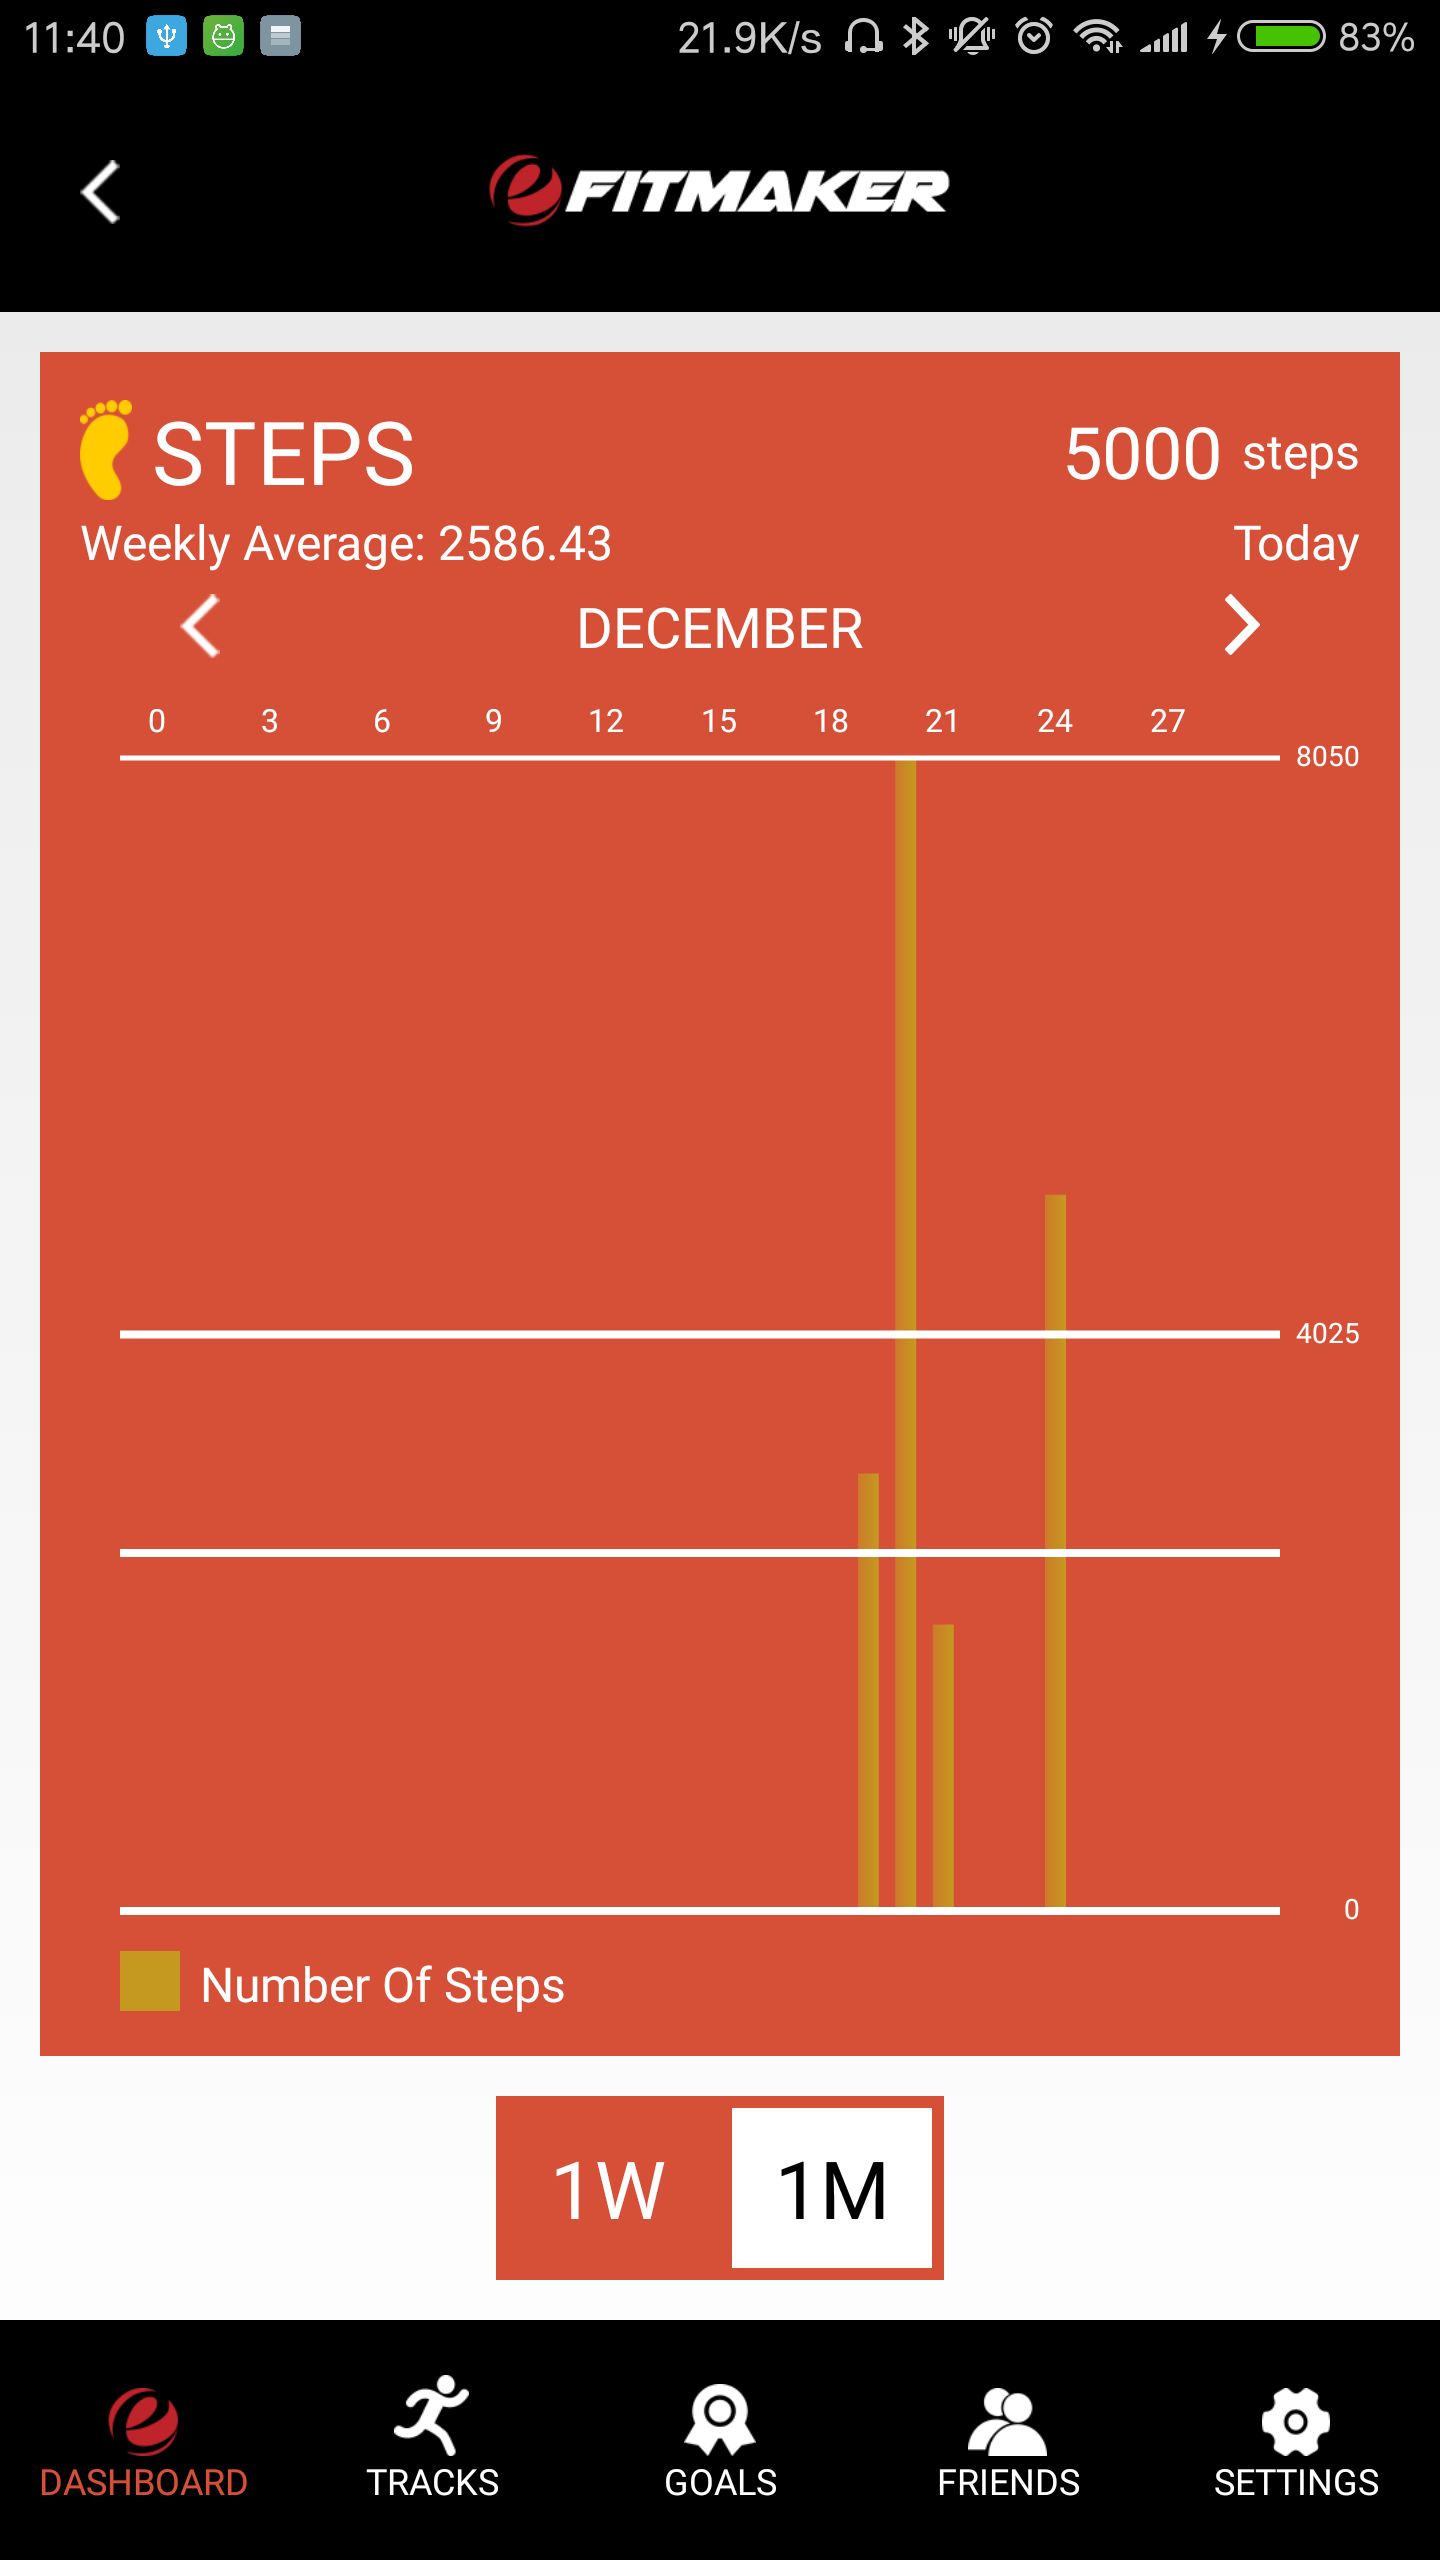 11:40 21.9K/s 83%
FITMAKER
STEPS 5000 steps
Weekly Average: 2586.43 Today
DECEMBER
0 3 6 9 12 15 18 21 24 27
8050
4025
0
Number Of Steps
1W 1M
DASHBOARD TRACKS GOALS FRIENDS SETTINGS